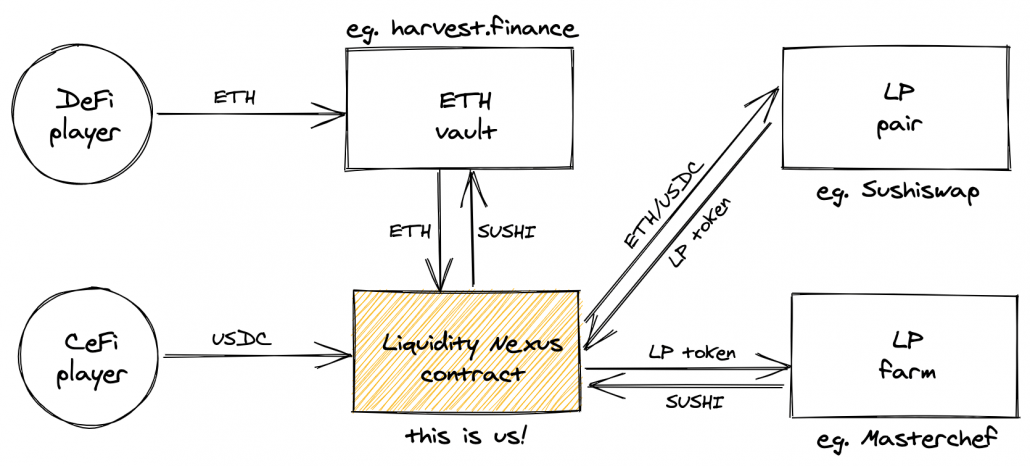 eg. harvest.finance
DeFi
player
ETH
ETH
vault
LP
pair
eg. Sushiswap
ETH/USDC
LP token
ETH
SUSHI
CeFi
player
USDC
Liquidity Nexus
contract
this is us!
LP token
SUSHI
LP
farm
eg. Masterchef